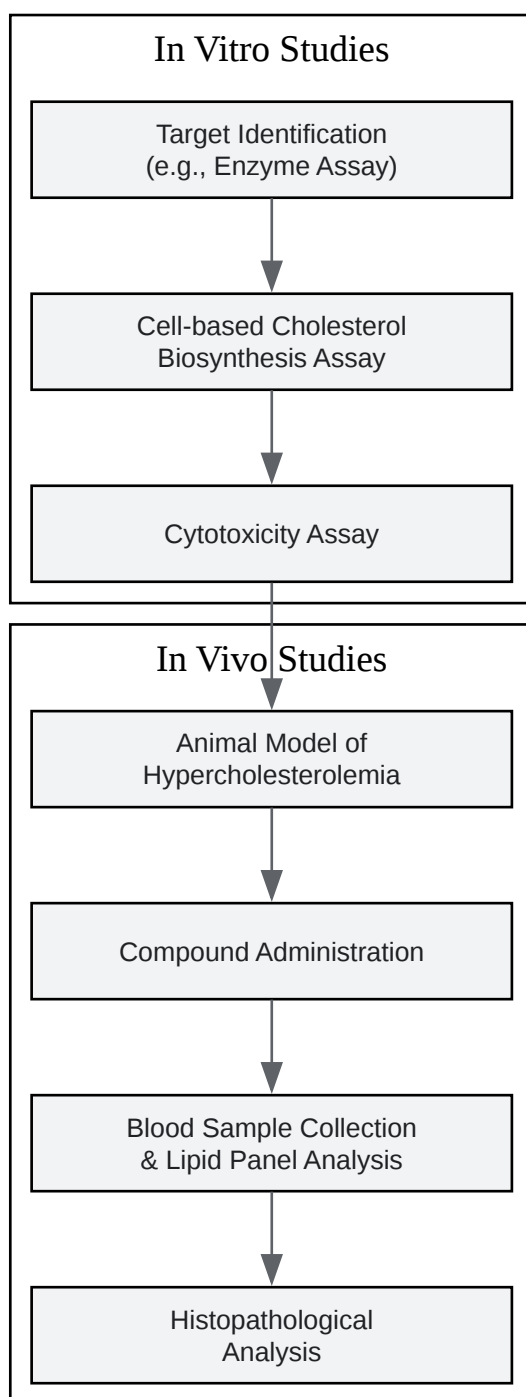 In Vitro Studies
Target Identification
(e.g., Enzyme Assay)
Cell-based Cholesterol
Biosynthesis Assay
Cytotoxicity Assay
In Vivo Studies
Animal Model of
Hypercholesterolemia
Compound Administration
Blood Sample Collection
& Lipid Panel Analysis
Histopathological
Analysis